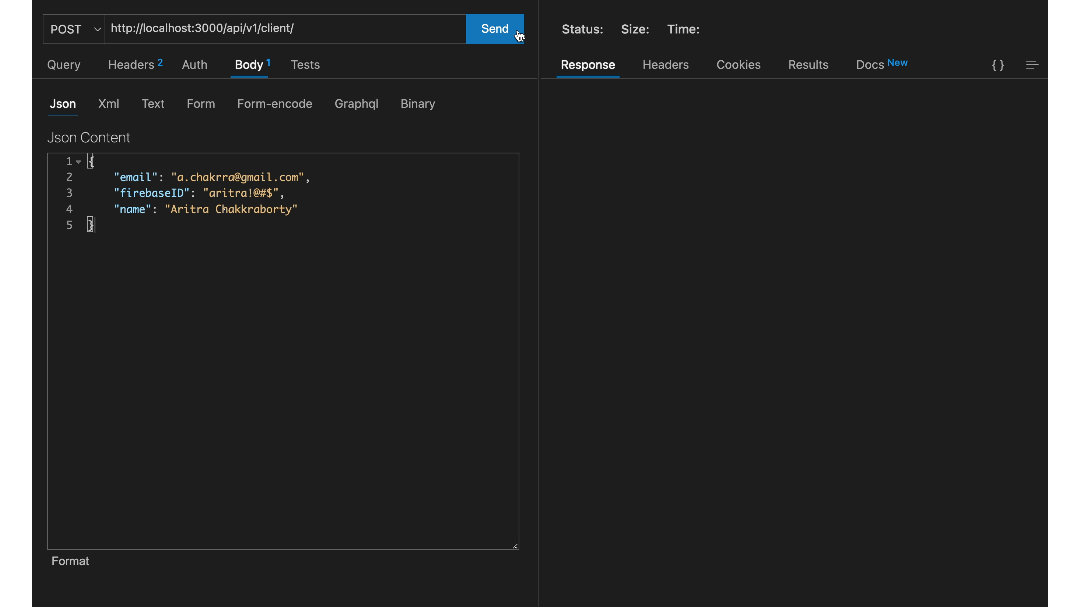 POST http://localhost:3000/api/v1/client/ Send
Query Headers 2 Auth Body 1 Tests
Json Xml Text Form Form-encode Graphql Binary
Json Content
1 {
2 "email": "a.chakrra@gmail.com",
3 "firebaseID": "aritra!@#$",
4 "name": "Aritra Chakkraborty"
5 }
Format
Status: Size: Time:
Response Headers Cookies Results Docs New { }